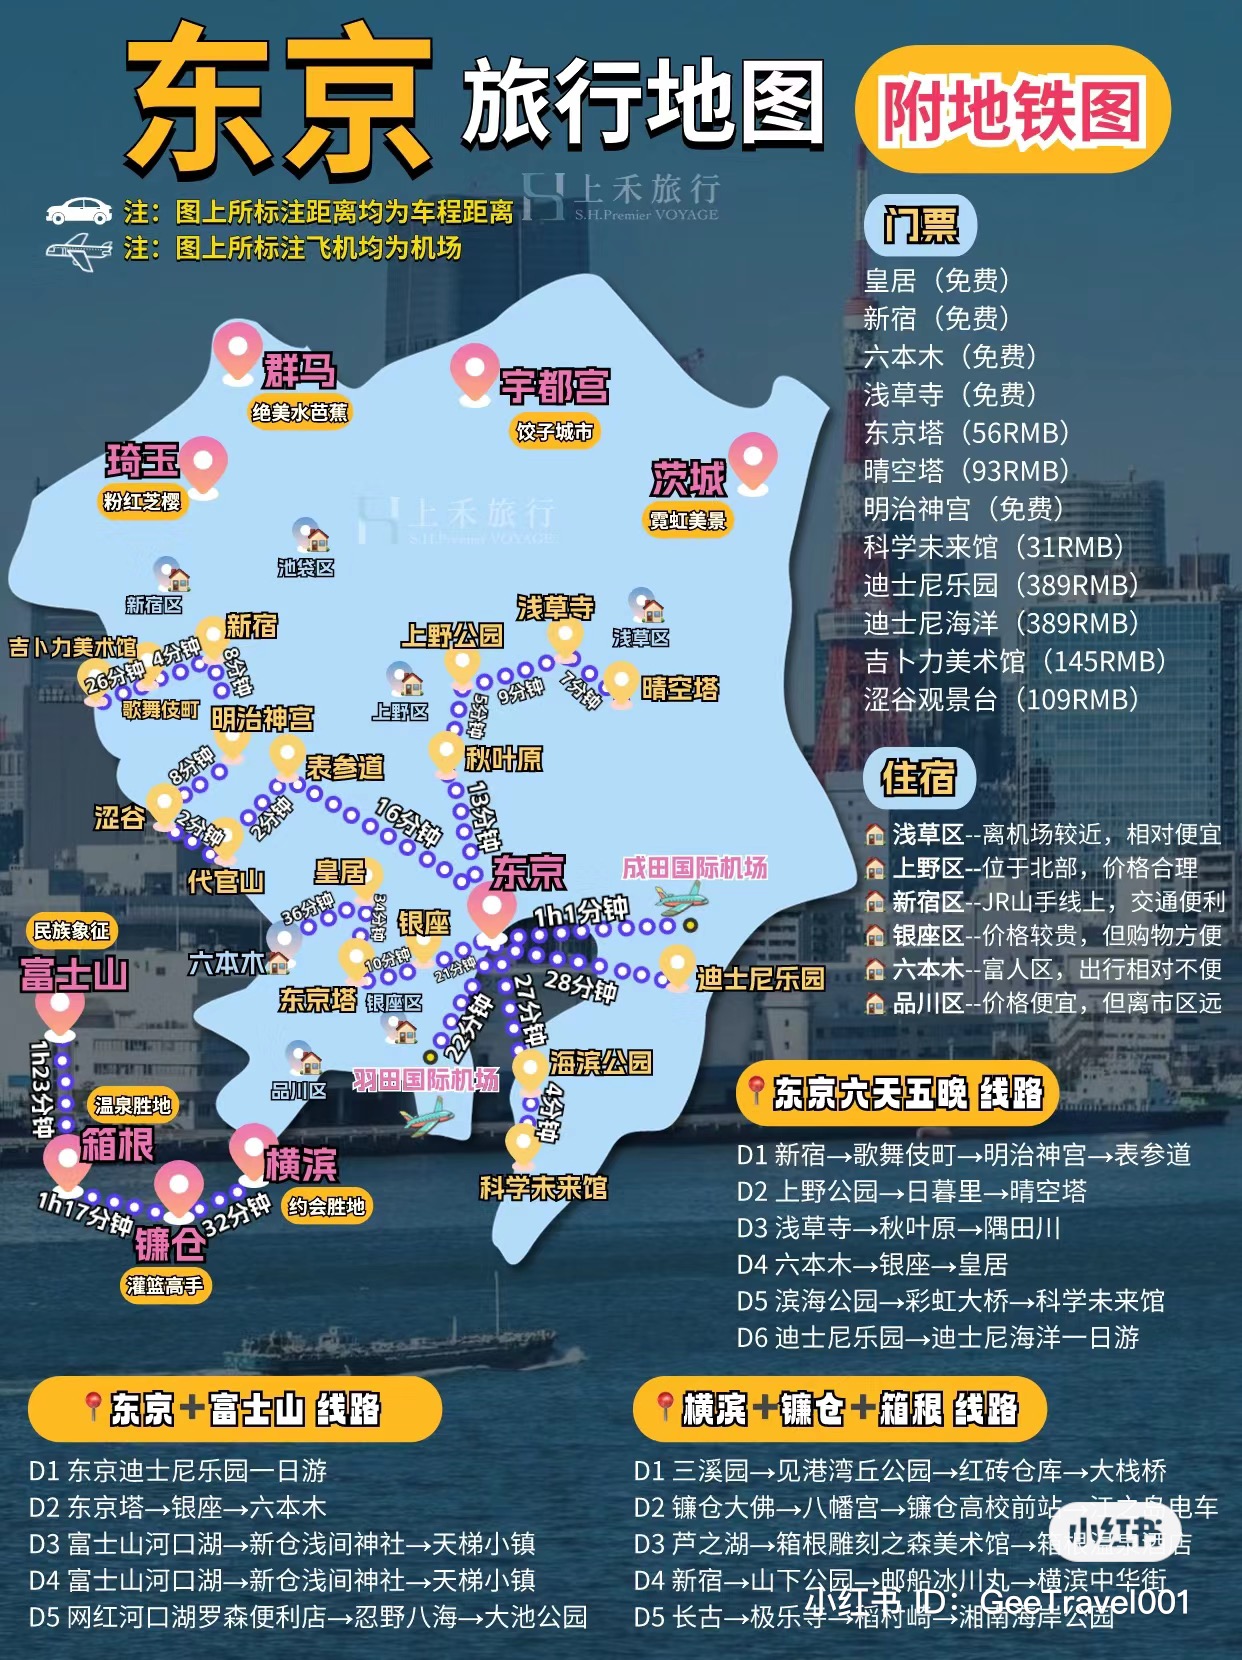 东京 旅行地图 附地铁图
上禾旅行
S.H.Premier VOYAGE
注：图上所标注距离均为车程距离
注：图上所标注飞机均为机场
门票
皇居（免费）
新宿（免费）
六本木（免费）
浅草寺（免费）
东京塔（56RMB）
晴空塔（93RMB）
明治神宫（免费）
科学未来馆（31RMB）
迪士尼乐园（389RMB）
迪士尼海洋（389RMB）
吉卜力美术馆（145RMB）
涩谷观景台（109RMB）
住宿
浅草区--离机场较近，相对便宜
上野区--位于北部，价格合理
新宿区--JR山手线上，交通便利
银座区--价格较贵，但购物方便
六本木--富人区，出行相对不便
品川区--价格便宜，但离市区远
群马
绝美水芭蕉
宇都宫
饺子城市
琦玉
粉红芝樱
茨城
霓虹美景
上禾旅行
S.H.Premier VOYAGE
池袋区
新宿区
浅草寺
浅草区
新宿
上野公园
吉卜力美术馆
26分钟
4分钟
8分钟
9分钟
7分钟
晴空塔
上野区
歌舞伎町
明治神宫
5分钟
秋叶原
表参道
8分钟
13分钟
涩谷
2分钟
2分钟
16分钟
代官山
皇居
东京
成田国际机场
36分钟
34分钟
银座
1h1分钟
民族象征
富士山
六本木
10分钟
21分钟
东京塔
银座区
28分钟
迪士尼乐园
22分钟
27分钟
1h23分钟
品川区
羽田国际机场
海滨公园
温泉胜地
箱根
4分钟
横滨
约会胜地
科学未来馆
1h17分钟
32分钟
镰仓
灌篮高手
东京六天五晚 线路
D1 新宿→歌舞伎町→明治神宫→表参道
D2 上野公园→日暮里→晴空塔
D3 浅草寺→秋叶原→隅田川
D4 六本木→银座→皇居
D5 滨海公园→彩虹大桥→科学未来馆
D6 迪士尼乐园→迪士尼海洋一日游
东京+富士山 线路
D1 东京迪士尼乐园一日游
D2 东京塔→银座→六本木
D3 富士山河口湖→新仓浅间神社→天梯小镇
D4 富士山河口湖→新仓浅间神社→天梯小镇
D5 网红河口湖罗森便利店→忍野八海→大池公园
横滨+镰仓+箱根 线路
D1 三溪园→见港湾丘公园→红砖仓库→大栈桥
D2 镰仓大佛→八幡宫→镰仓高校前站→江之岛电车
D3 芦之湖→箱根雕刻之森美术馆→箱根温泉酒店
D4 新宿→山下公园→邮船冰川丸→横滨中华街
D5 长古→极乐寺→稻村崎→湘南海岸公园
小红书
小红书 ID：GeeTravel001